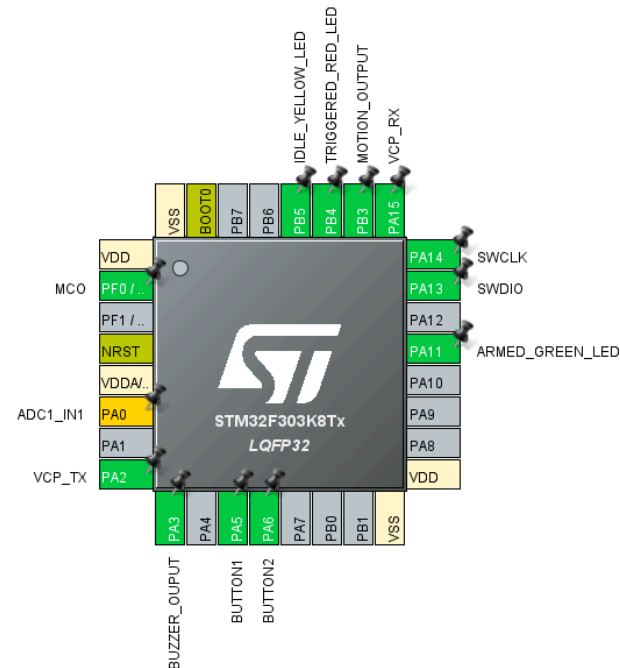 IDLE_YELLOW_LED
TRIGGERED_RED_LED
MOTION_OUTPUT
VCP_RX
VSS
BOOT0
PB7
PB6
PB5
PB4
PB3
PA15
VDD
MCO PF0 / ..
PF1 / ..
NRST
VDDA/..
ADC1_IN1 PA0
PA1
VCP_TX PA2
ST
STM32F303K8Tx
LQFP32
PA14 SWCLK
PA13 SWDIO
PA12
PA11 ARMED_GREEN_LED
PA10
PA9
PA8
VDD
PA3
PA4
PA5
PA6
PA7
PB0
PB1
VSS
BUZZER_OUPUT
BUTTON1
BUTTON2